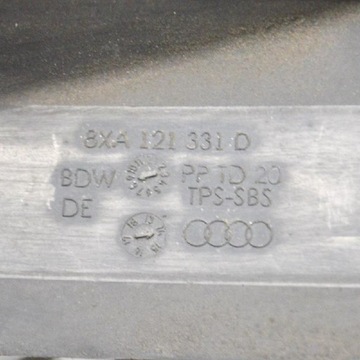 8XA 121 331 D
BDW PP TD 20
DE TPS-SBS